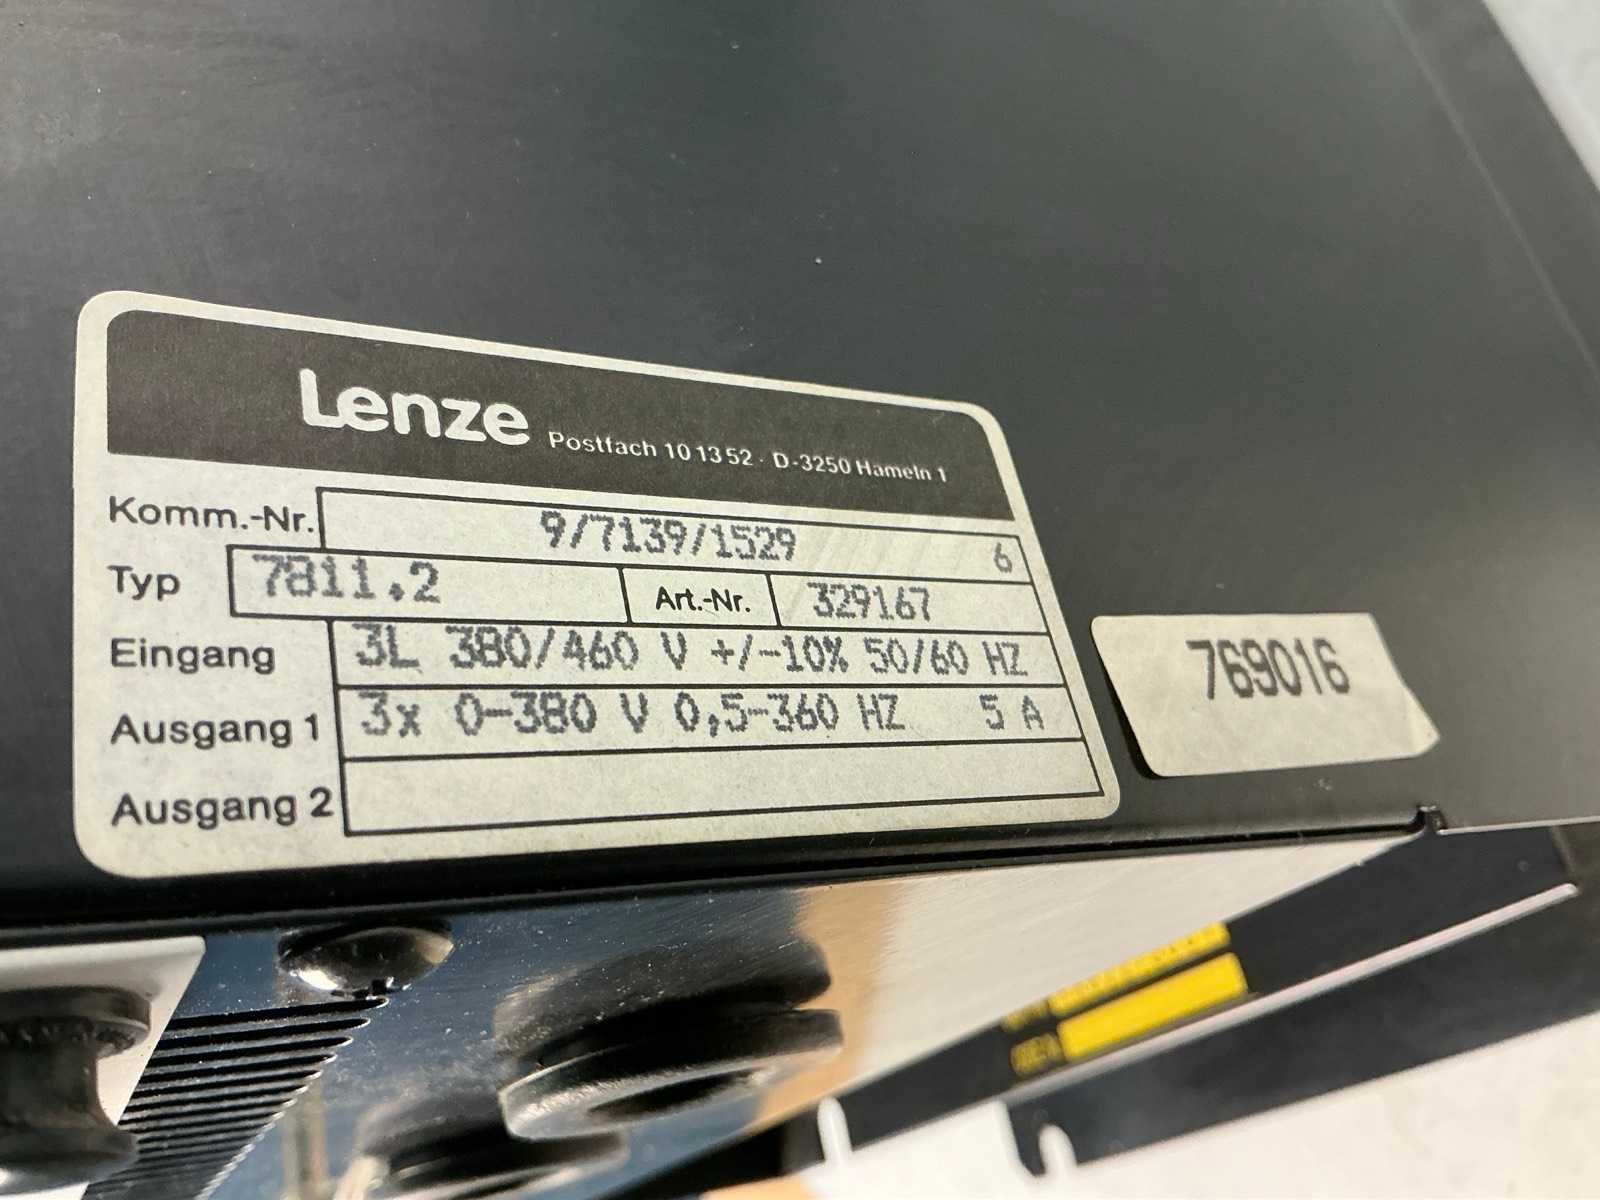 Lenze Postfach 10 13 52 · D-3250 Hameln 1
Komm.-Nr. 9/7139/1529 6
Typ 7811.2 Art.-Nr. 329167
Eingang 3L 380/460 V +/-10% 50/60 HZ
Ausgang 1 3x 0-380 V 0,5-360 HZ 5 A
Ausgang 2
769016